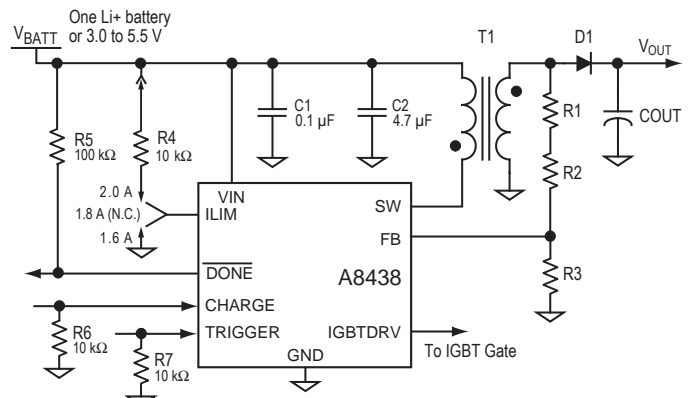 One Li+ battery
or 3.0 to 5.5 V
VBATT
T1
D1
VOUT
C1
0.1 µF
C2
4.7 µF
R1
COUT
R5
100 kΩ
R4
10 kΩ
R2
2.0 A
1.8 A (N.C.)
1.6 A
VIN
ILIM
SW
FB
R3
DONE
A8438
CHARGE
TRIGGER
IGBTDRV
R6
10 kΩ
R7
10 kΩ
GND
To IGBT Gate